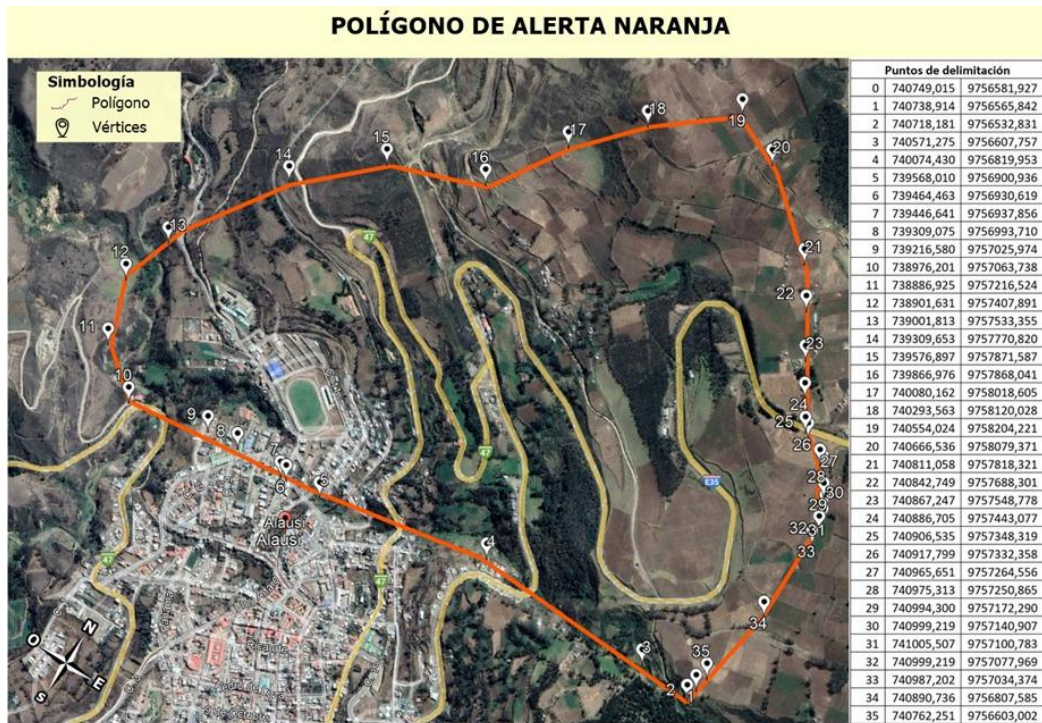 POLÍGONO DE ALERTA NARANJA
Simbología
Polígono
Vértices
Puntos de delimitación
0 740749,015 9756581,927
1 740738,914 9756565,842
2 740718,181 9756532,831
3 740571,275 9756607,757
4 740074,430 9756819,953
5 739568,010 9756900,936
6 739464,463 9756930,619
7 739446,641 9756937,856
8 739309,075 9756993,710
9 739216,580 9757025,974
10 738976,201 9757063,738
11 738886,925 9757216,524
12 738901,631 9757407,891
13 739001,813 9757533,355
14 739309,653 9757770,820
15 739576,897 9757871,587
16 739866,976 9757868,041
17 740080,162 9758018,605
18 740293,563 9758120,028
19 740554,024 9758204,221
20 740666,536 9758079,371
21 740811,058 9757818,321
22 740842,749 9757688,301
23 740867,247 9757548,778
24 740886,705 9757443,077
25 740906,535 9757348,319
26 740917,799 9757332,358
27 740965,651 9757264,556
28 740975,313 9757250,865
29 740994,300 9757172,290
30 740999,219 9757140,907
31 741005,507 9757100,783
32 740999,219 9757077,969
33 740987,202 9757034,374
34 740890,736 9756807,585
35 740762,251 9756603,002
18
19
17
15
20
16
14
13
47
12
21
22
11
23
10
24
9
25
8
26
47
27
7
28
6
5
30
E35
29
Alausí
Alausí
32
31
4
33
47
47
34
3
35
2
N
O
E
S